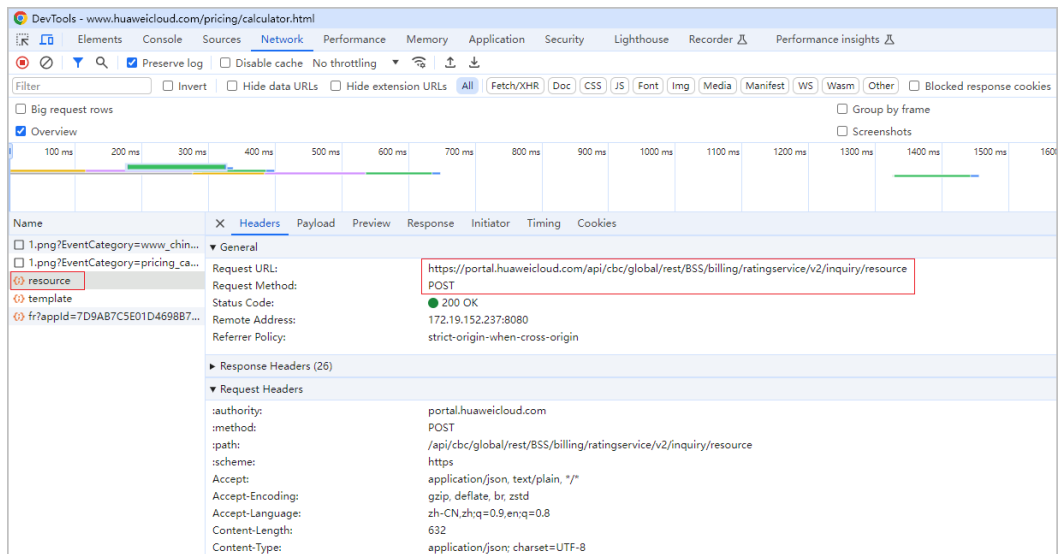 DevTools - www.huaweicloud.com/pricing/calculator.html
Elements Console Sources Network Performance Memory Application Security Lighthouse Recorder Performance insights
Preserve log Disable cache No throttling
Filter Invert Hide data URLs Hide extension URLs All Fetch/XHR Doc CSS JS Font Img Media Manifest WS Wasm Other Blocked response cookies
Big request rows Group by frame
Overview Screenshots
100 ms 200 ms 300 ms 400 ms 500 ms 600 ms 700 ms 800 ms 900 ms 1000 ms 1100 ms 1200 ms 1300 ms 1400 ms 1500 ms 160
Name Headers Payload Preview Response Initiator Timing Cookies
1.png?EventCategory=www_chin... General
1.png?EventCategory=pricing_ca... Request URL: https://portal.huaweicloud.com/api/cbc/global/rest/BSS/billing/ratingservice/v2/inquiry/resource
resource Request Method: POST
template Status Code: 200 OK
fr?appId=7D9AB7C5E01D4698B7... Remote Address: 172.19.152.237:8080
Referrer Policy: strict-origin-when-cross-origin
Response Headers (26)
Request Headers
:authority: portal.huaweicloud.com
:method: POST
:path: /api/cbc/global/rest/BSS/billing/ratingservice/v2/inquiry/resource
:scheme: https
Accept: application/json, text/plain, */*
Accept-Encoding: gzip, deflate, br, zstd
Accept-Language: zh-CN,zh;q=0.9,en;q=0.8
Content-Length: 632
Content-Type: application/json; charset=UTF-8